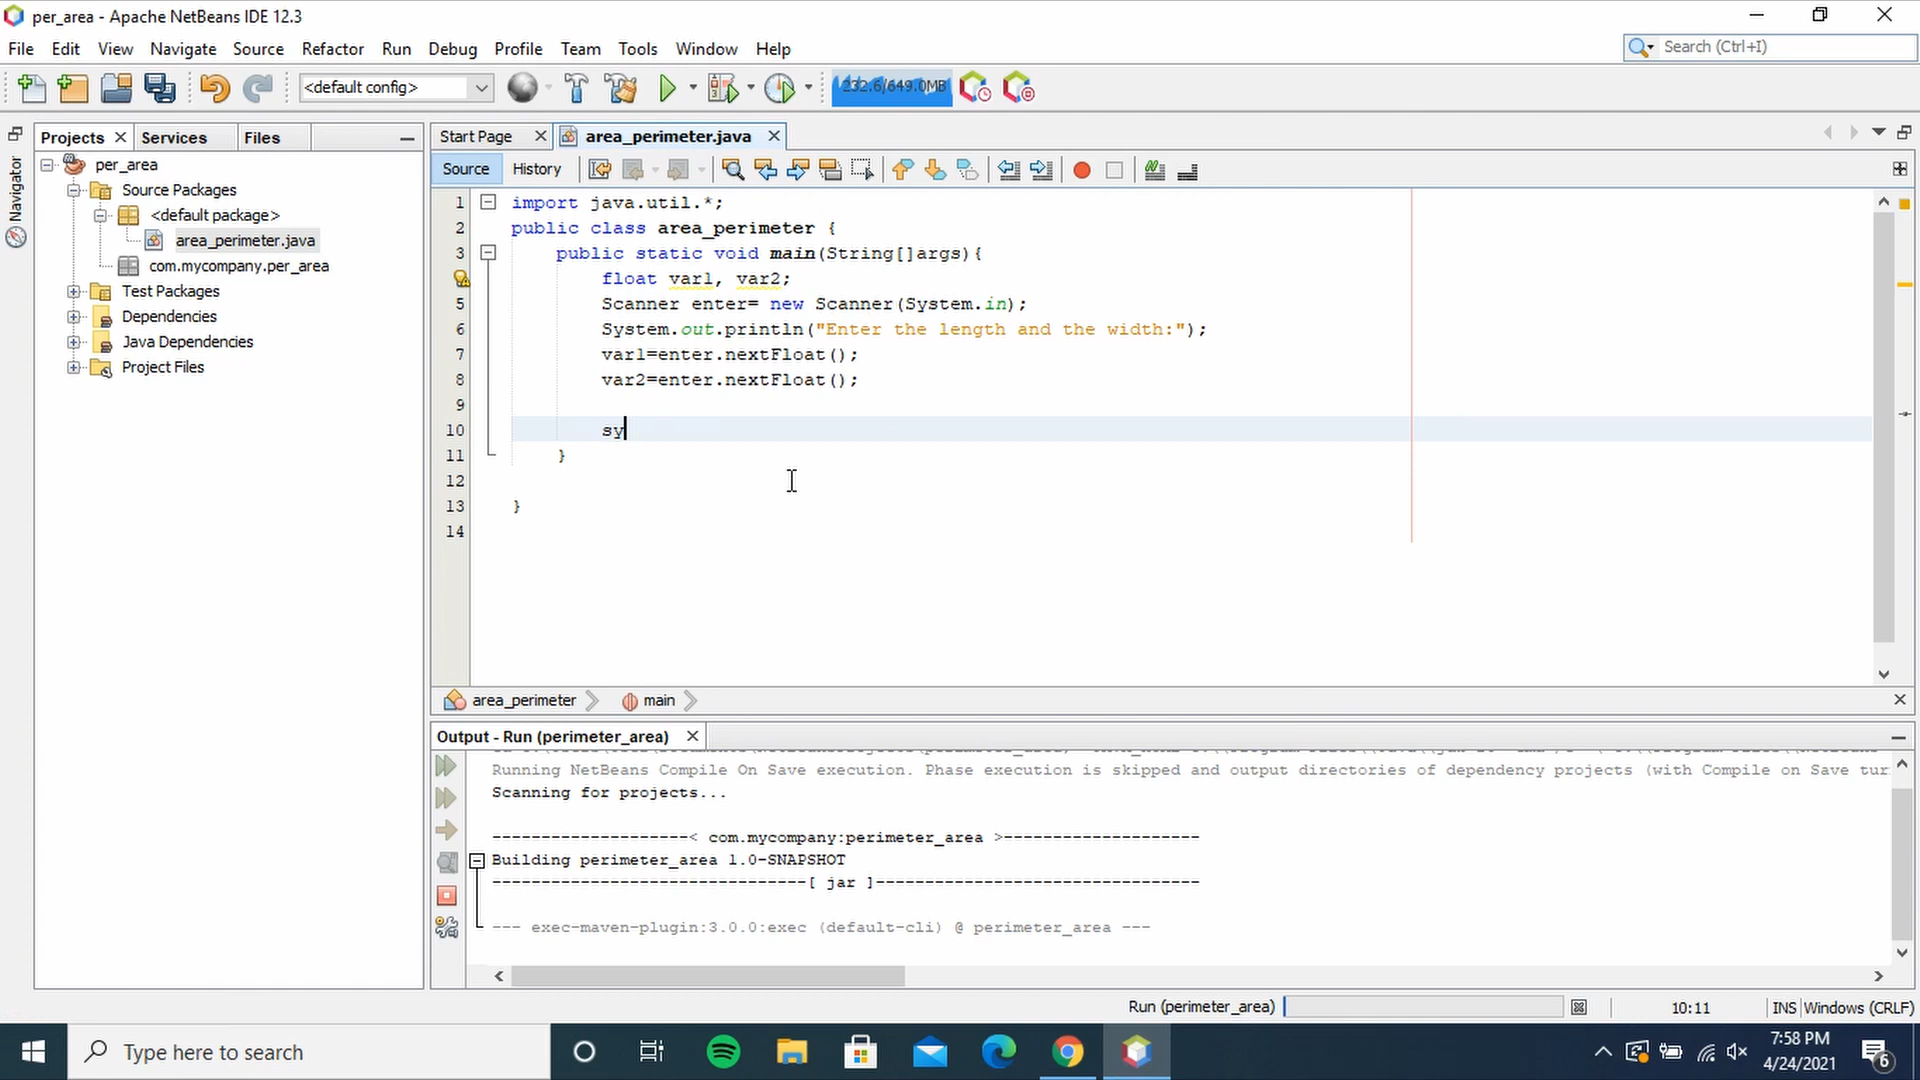 per_area - Apache NetBeans IDE 12.3
File Edit View Navigate Source Refactor Run Debug Profile Team Tools Window Help
Search (Ctrl+I)
<default config>
232.6/649.0MB
Projects
Services
Files
Start Page
area_perimeter.java
Navigator
per_area
Source Packages
<default package>
area_perimeter.java
com.mycompany.per_area
Test Packages
Dependencies
Java Dependencies
Project Files
Source
History
1 import java.util.*;
2 public class area_perimeter {
3 public static void main(String[]args){
float var1, var2;
5 Scanner enter= new Scanner(System.in);
6 System.out.println("Enter the length and the width:");
7 var1=enter.nextFloat();
8 var2=enter.nextFloat();
9
10 sy
11 }
12
13 }
14
area_perimeter
main
Output - Run (perimeter_area)
Running NetBeans Compile On Save execution. Phase execution is skipped and output directories of dependency projects (with Compile on Save tur
Scanning for projects...
---------------------< com.mycompany:perimeter_area >--------------------
Building perimeter_area 1.0-SNAPSHOT
--------------------------------[ jar ]---------------------------------
--- exec-maven-plugin:3.0.0:exec (default-cli) @ perimeter_area ---
Run (perimeter_area)
10:11
INS
Windows (CRLF)
Type here to search
7:58 PM
4/24/2021
6